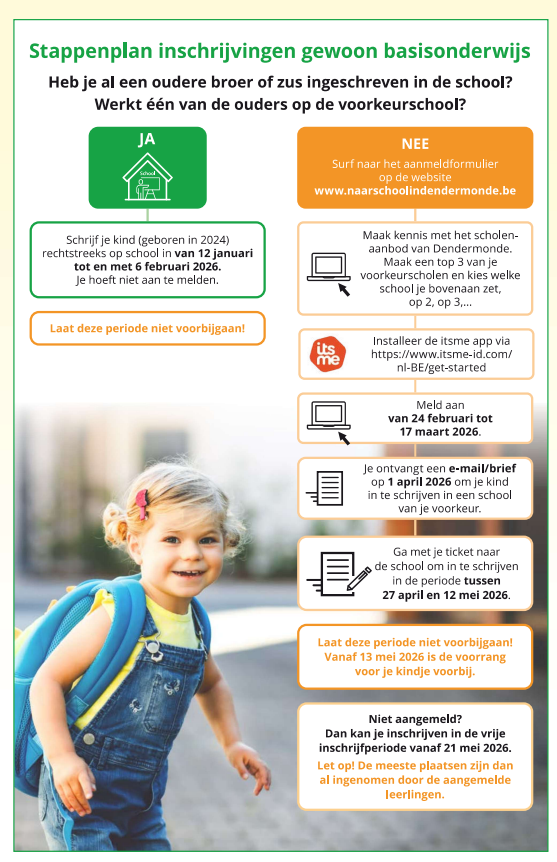 Stappenplan inschrijvingen gewoon basisonderwijs
Heb je al een oudere broer of zus ingeschreven in de school?
Werkt één van de ouders op de voorkeurschool?
JA
School
Schrijf je kind (geboren in 2024)
rechtstreeks op school in van 12 januari
tot en met 6 februari 2026.
Je hoeft niet aan te melden.
Laat deze periode niet voorbijgaan!
NEE
Surf naar het aanmeldformulier
op de website
www.naarschoolindendermonde.be
Maak kennis met het scholen-
aanbod van Dendermonde.
Maak een top 3 van je
voorkeurscholen en kies welke
school je bovenaan zet,
op 2, op 3,...
its
me
Installeer de itsme app via
https://www.itsme-id.com/
nl-BE/get-started
Meld aan
van 24 februari tot
17 maart 2026.
Je ontvangt een e-mail/brief
op 1 april 2026 om je kind
in te schrijven in een school
van je voorkeur.
Ga met je ticket naar
de school om in te schrijven
in de periode tussen
27 april en 12 mei 2026.
Laat deze periode niet voorbijgaan!
Vanaf 13 mei 2026 is de voorrang
voor je kindje voorbij.
Niet aangemeld?
Dan kan je inschrijven in de vrije
inschrijfperiode vanaf 21 mei 2026.
Let op! De meeste plaatsen zijn dan
al ingenomen door de aangemelde
leerlingen.